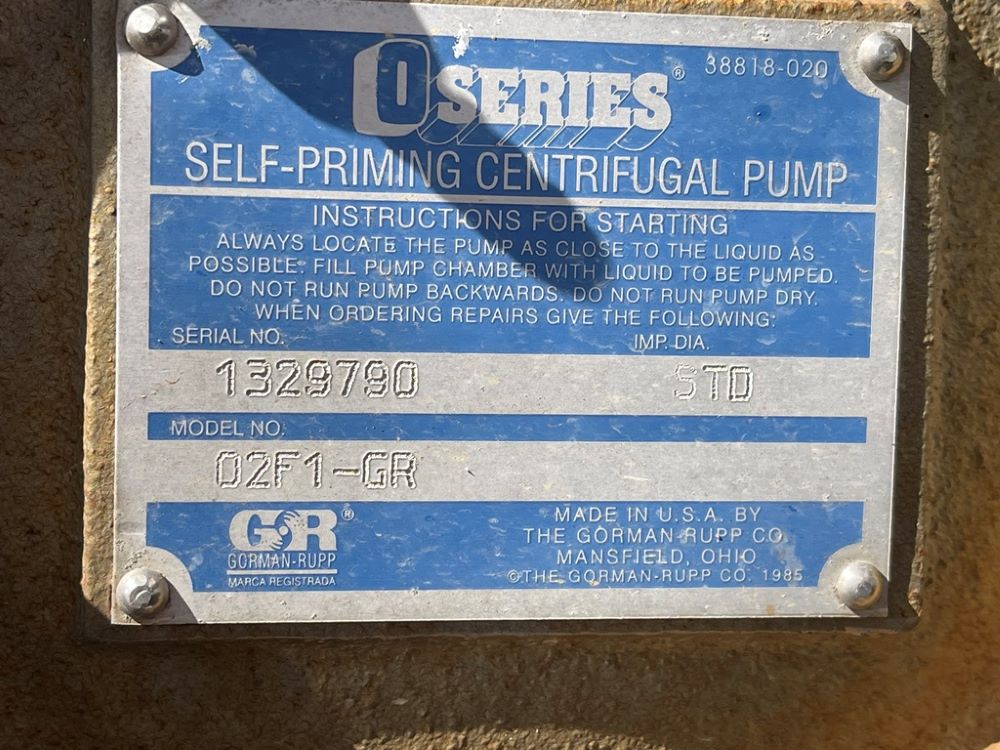 O SERIES® 38818-020
SELF-PRIMING CENTRIFUGAL PUMP
INSTRUCTIONS FOR STARTING
ALWAYS LOCATE THE PUMP AS CLOSE TO THE LIQUID AS
POSSIBLE. FILL PUMP CHAMBER WITH LIQUID TO BE PUMPED.
DO NOT RUN PUMP BACKWARDS. DO NOT RUN PUMP DRY.
WHEN ORDERING REPAIRS GIVE THE FOLLOWING:
SERIAL NO. IMP. DIA.
1329790 STD
MODEL NO.
02F1-GR
GR®
GORMAN-RUPP
MARCA REGISTRADA
MADE IN U.S.A. BY
THE GORMAN-RUPP CO.
MANSFIELD, OHIO
©THE GORMAN-RUPP CO. 1985